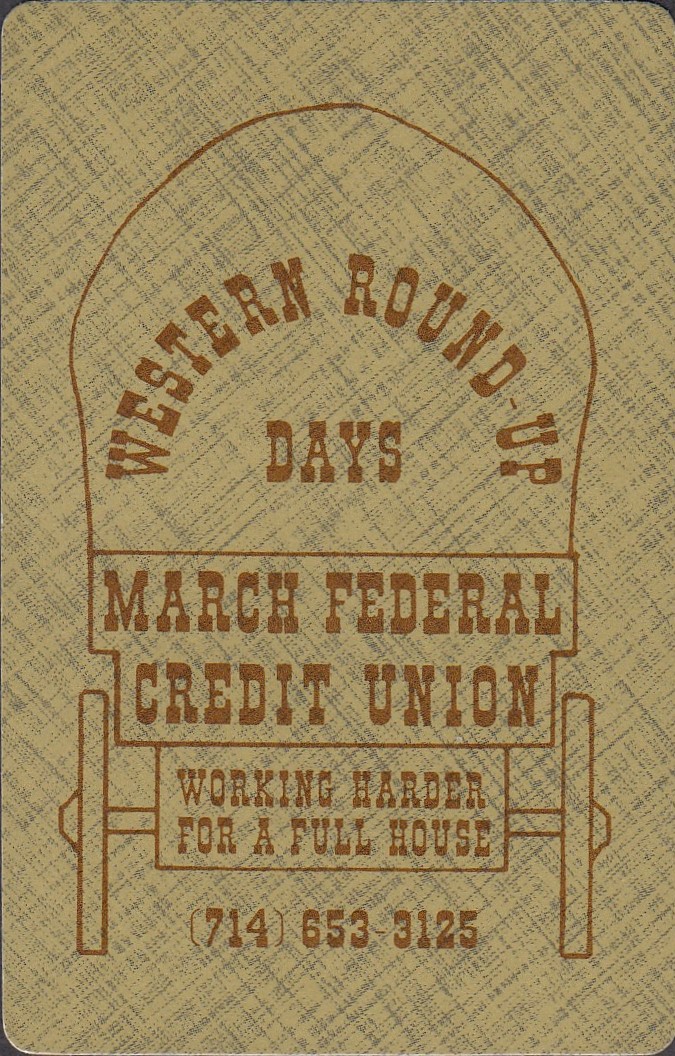 WESTERN ROUND-UP
DAYS
MARCH FEDERAL
CREDIT UNION
WORKING HARDER
FOR A FULL HOUSE
(714) 653-3125